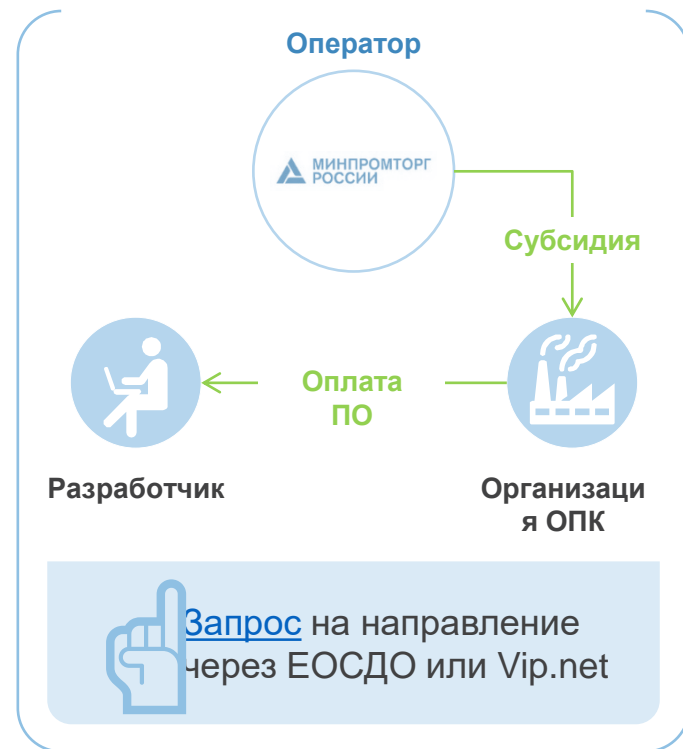 Оператор
МИНПРОМТОРГ
РОССИИ
Субсидия
Оплата
ПО
Разработчик
Организаци
я ОПК
Запрос на направление
через ЕОСДО или Vip.net